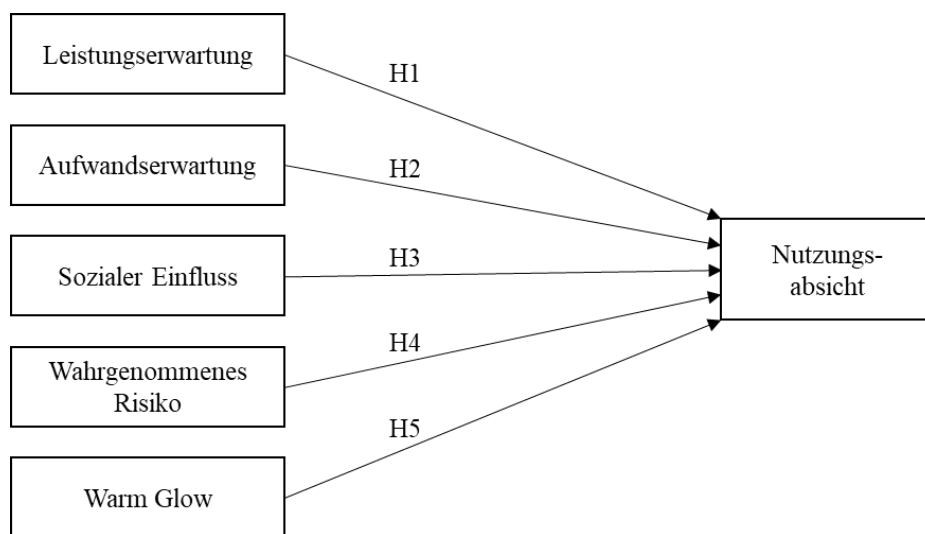 Leistungserwartung
H1
Aufwandserwartung
H2
Sozialer Einfluss
H3
Nutzungs-
absicht
Wahrgenommenes
Risiko
H4
Warm Glow
H5